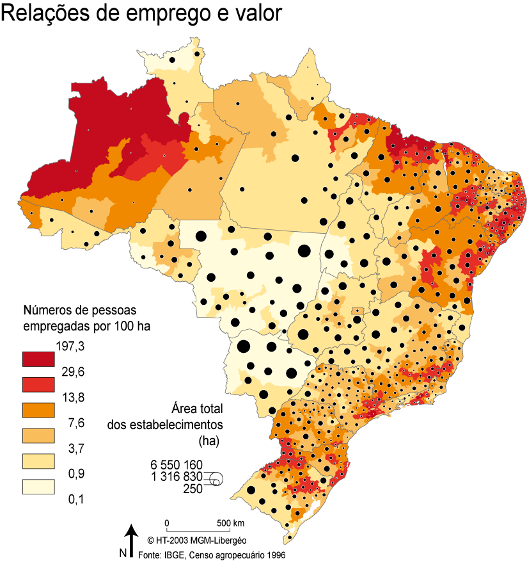 Relações de emprego e valor
Números de pessoas
empregadas por 100 ha
197,3
29,6
13,8
7,6
3,7
0,9
0,1
Área total
dos estabelecimentos
(ha)
6 550 160
1 316 830
250
0 500 km
© HT-2003 MGM-Libergéo
N
Fonte: IBGE, Censo agropecuário 1996